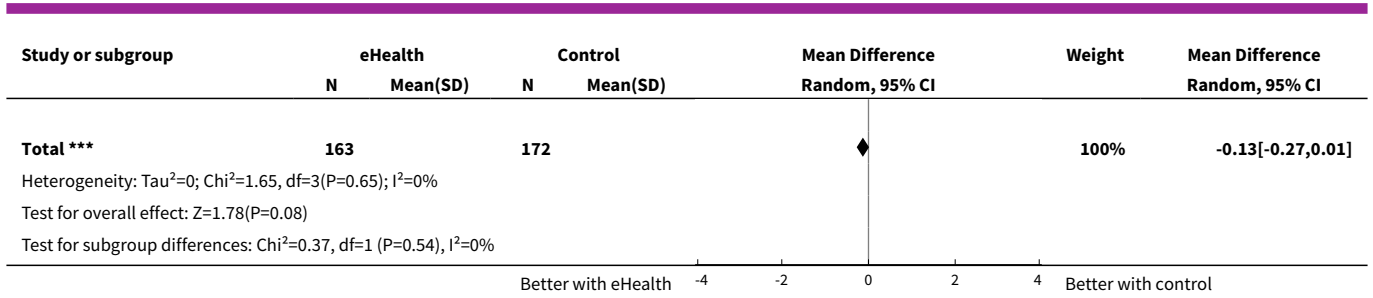 Study or subgroup eHealth Control Mean Difference Weight Mean Difference
N Mean(SD) N Mean(SD) Random, 95% CI Random, 95% CI
Total *** 163 172 100% -0.13[-0.27,0.01]
Heterogeneity: Tau²=0; Chi²=1.65, df=3(P=0.65); I²=0%
Test for overall effect: Z=1.78(P=0.08)
Test for subgroup differences: Chi²=0.37, df=1 (P=0.54), I²=0%
Better with eHealth -4 -2 0 2 4 Better with control